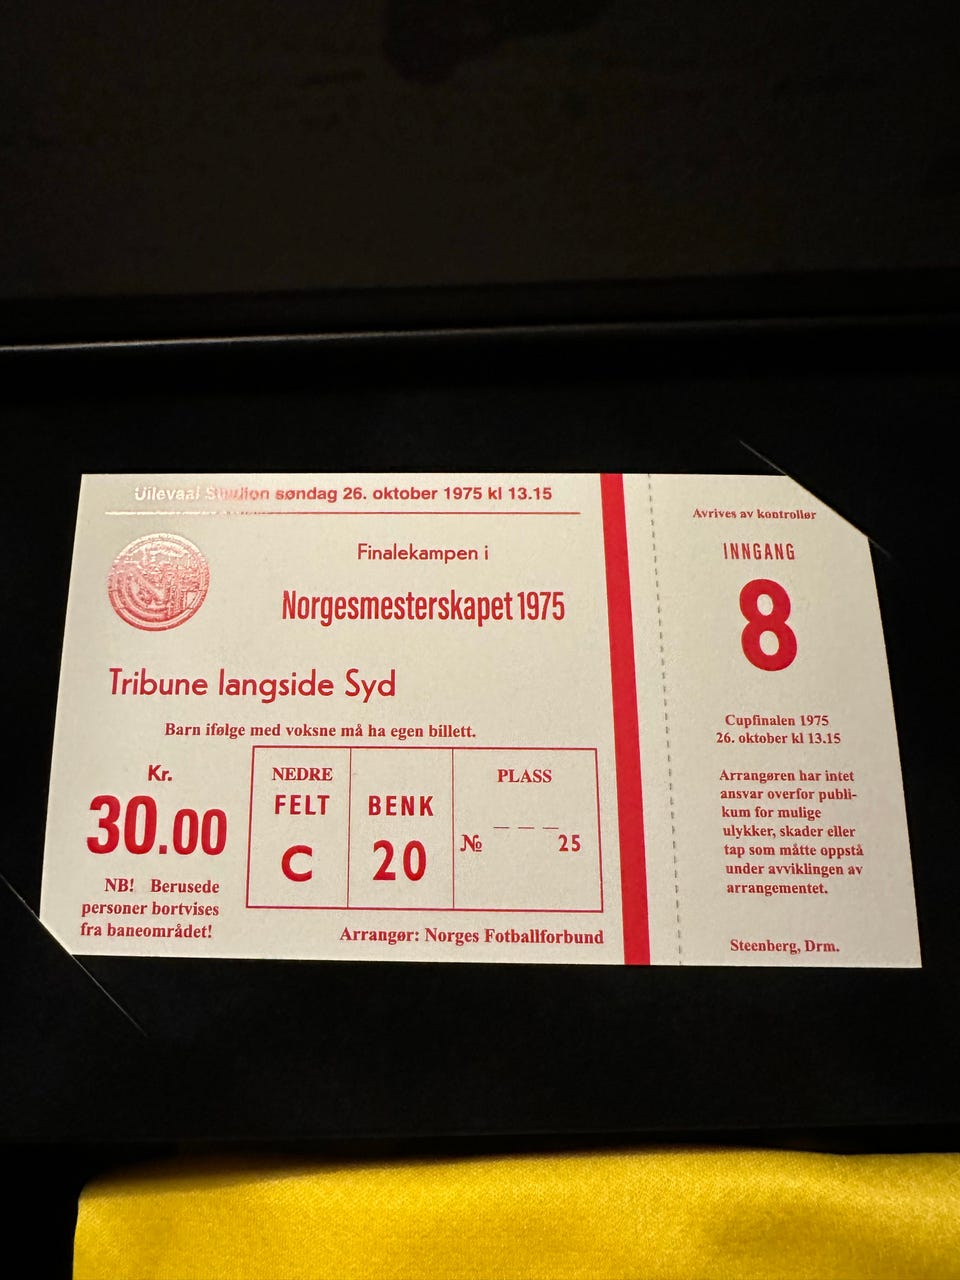 Ullevaal Stadion søndag 26. oktober 1975 kl 13.15
Finalekampen i
Norgesmesterskapet 1975
Tribune langside Syd
Barn ifølge med voksne må ha egen billett.
Kr.
30.00
NB! Berusede
personer bortvises
fra baneområdet!
NEDRE
FELT
C
BENK
20
PLASS
№ _ _ _ 25
Arrangør: Norges Fotballforbund
Avrives av kontrollør
INNGANG
8
Cupfinalen 1975
26. oktober kl 13.15
Arrangøren har intet
ansvar overfor publi-
kum for mulige
ulykker, skader eller
tap som måtte oppstå
under avviklingen av
arrangementet.
Steenberg, Drm.